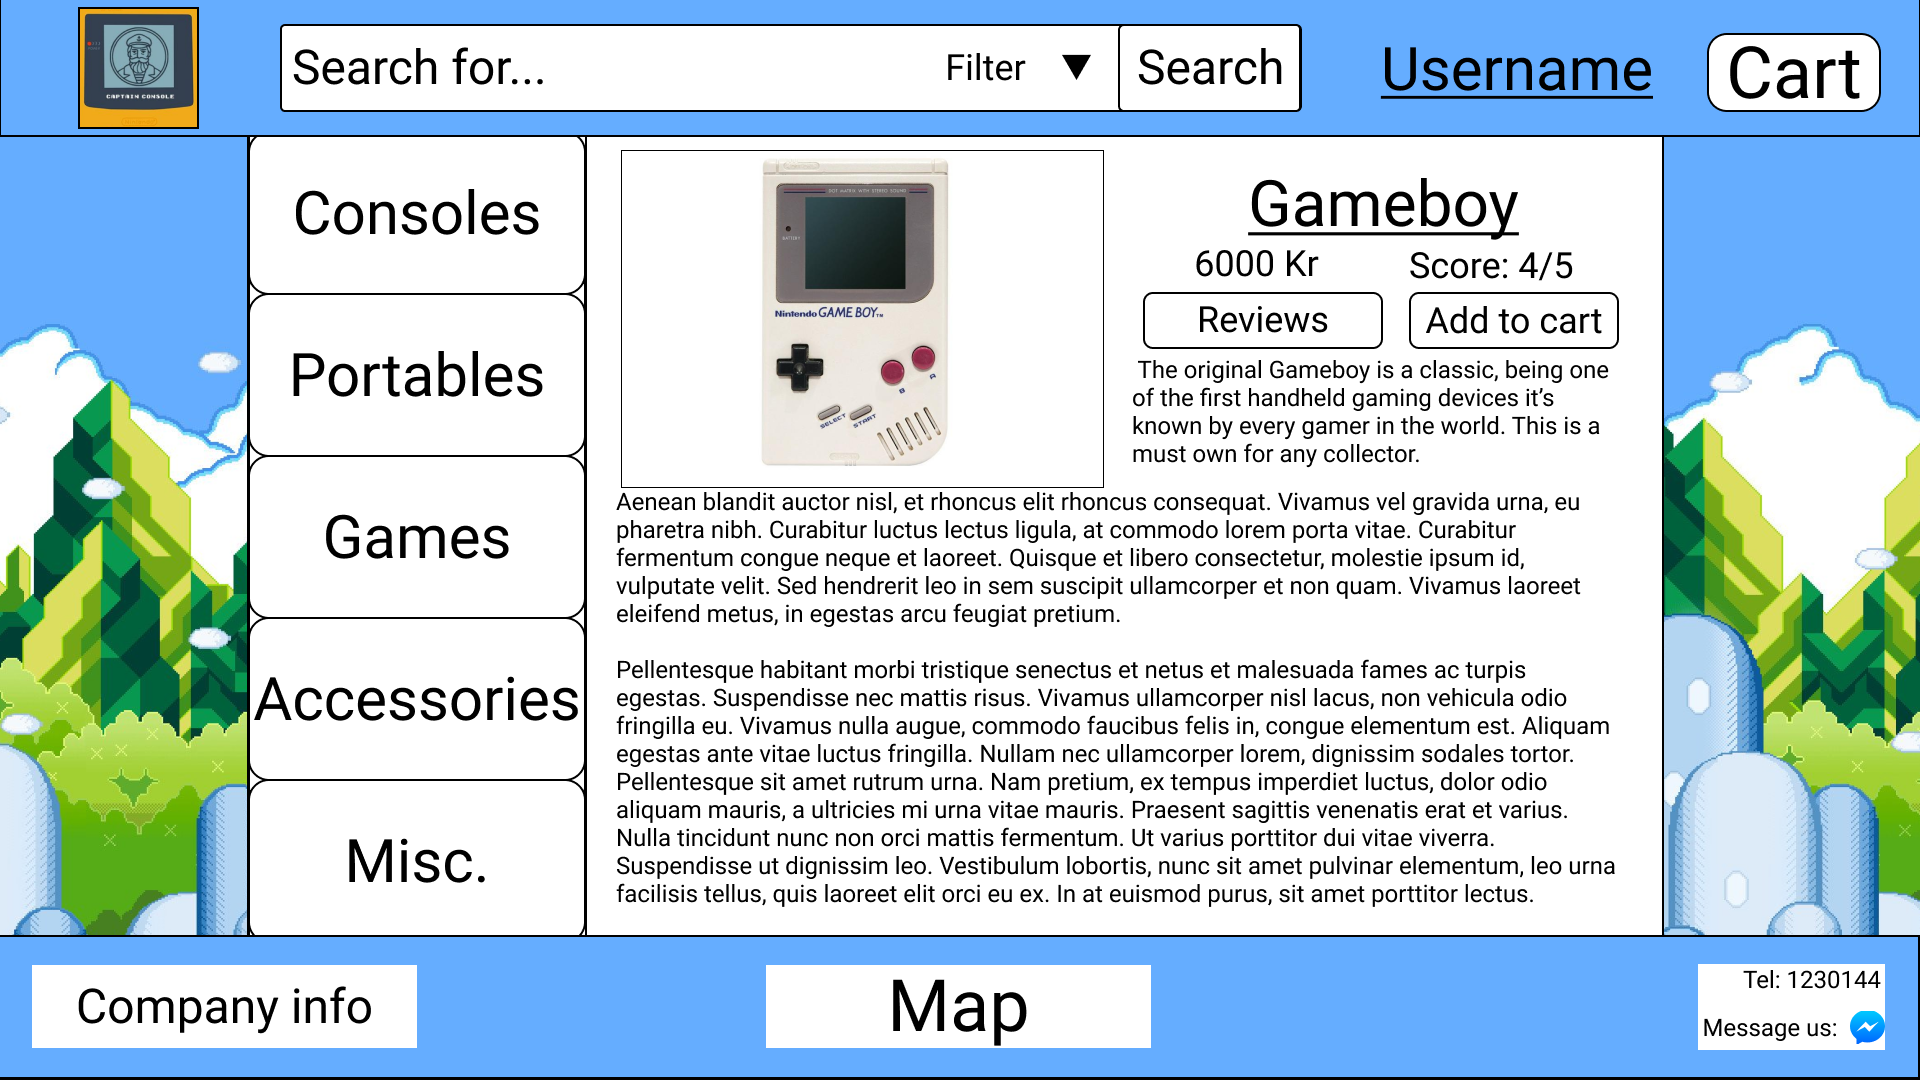 CAPTAIN CONSOLE
Search for...
Filter
Search
Username
Cart
Consoles
Portables
Games
Accessories
Misc.
DOT MATRIX WITH STEREO SOUND
BATTERY
Nintendo GAME BOY TM
B
A
SELECT
START
Gameboy
6000 Kr
Score: 4/5
Reviews
Add to cart
The original Gameboy is a classic, being one
of the first handheld gaming devices it’s
known by every gamer in the world. This is a
must own for any collector.
Aenean blandit auctor nisl, et rhoncus elit rhoncus consequat. Vivamus vel gravida urna, eu
pharetra nibh. Curabitur luctus lectus ligula, at commodo lorem porta vitae. Curabitur
fermentum congue neque et laoreet. Quisque et libero consectetur, molestie ipsum id,
vulputate velit. Sed hendrerit leo in sem suscipit ullamcorper et non quam. Vivamus laoreet
eleifend metus, in egestas arcu feugiat pretium.
Pellentesque habitant morbi tristique senectus et netus et malesuada fames ac turpis
egestas. Suspendisse nec mattis risus. Vivamus ullamcorper nisl lacus, non vehicula odio
fringilla eu. Vivamus nulla augue, commodo faucibus felis in, congue elementum est. Aliquam
egestas ante vitae luctus fringilla. Nullam nec ullamcorper lorem, dignissim sodales tortor.
Pellentesque sit amet rutrum urna. Nam pretium, ex tempus imperdiet luctus, dolor odio
aliquam mauris, a ultricies mi urna vitae mauris. Praesent sagittis venenatis erat et varius.
Nulla tincidunt nunc non orci mattis fermentum. Ut varius porttitor dui vitae viverra.
Suspendisse ut dignissim leo. Vestibulum lobortis, nunc sit amet pulvinar elementum, leo urna
facilisis tellus, quis laoreet elit orci eu ex. In at euismod purus, sit amet porttitor lectus.
Company info
Map
Tel: 1230144
Message us: